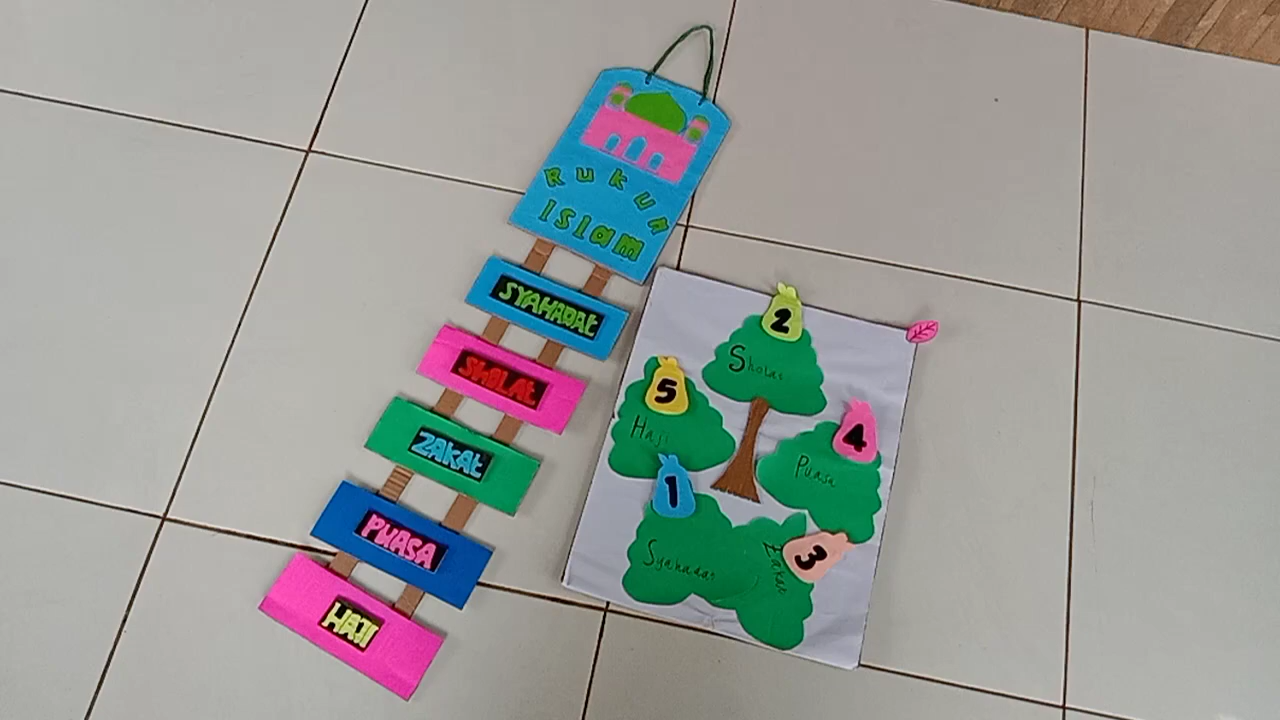 Rukun
Islam
SYAHADAt
SHOLAt
ZAKAt
PUASA
HAJI
2
Sholat
5
Haji
4
Puasa
1
Syahadat
3
Zakat